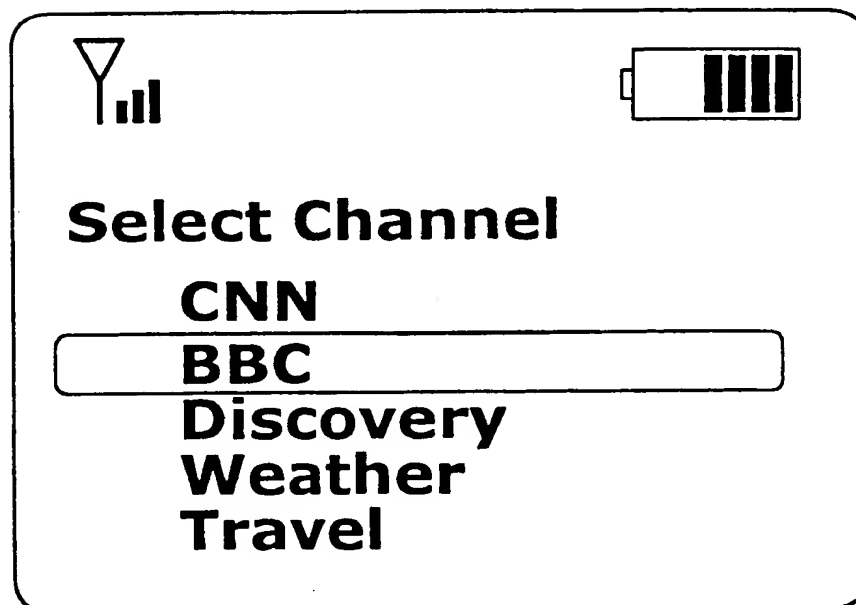 Select Channel
CNN
BBC
Discovery
Weather
Travel